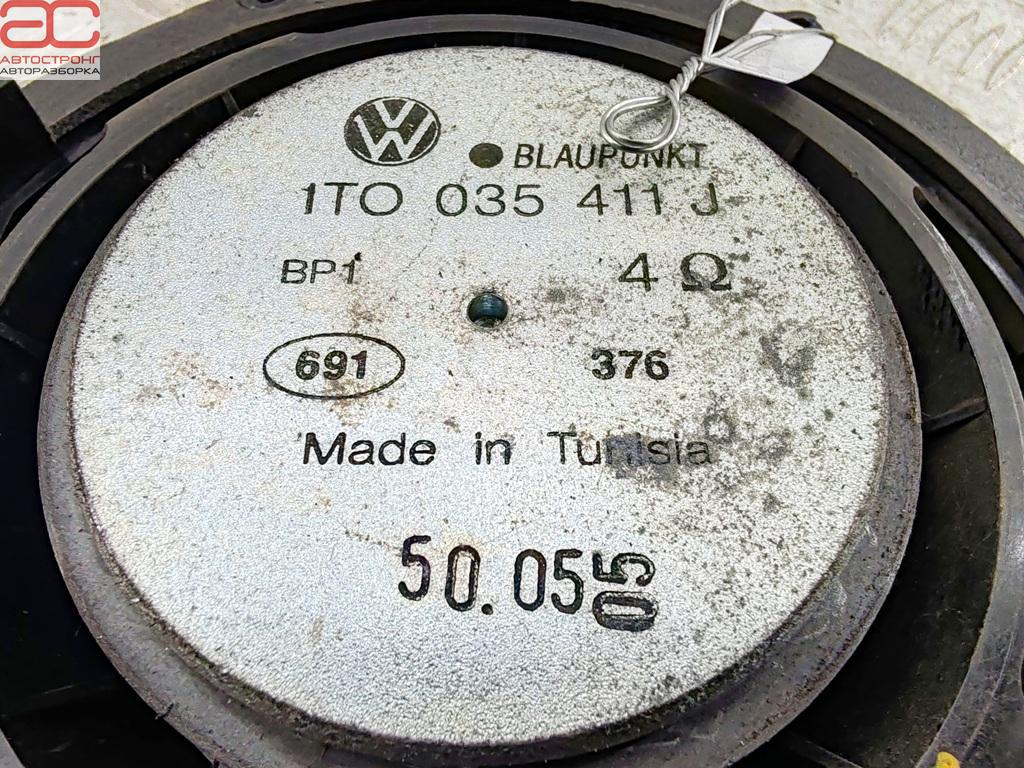 АС
АВТОСТРОНГ
АВТОРАЗБОРКА
VW
BLAUPUNKT
1TO 035 411 J
BP1 4 Ω
691 376
Made in Tunisia
50.05 05